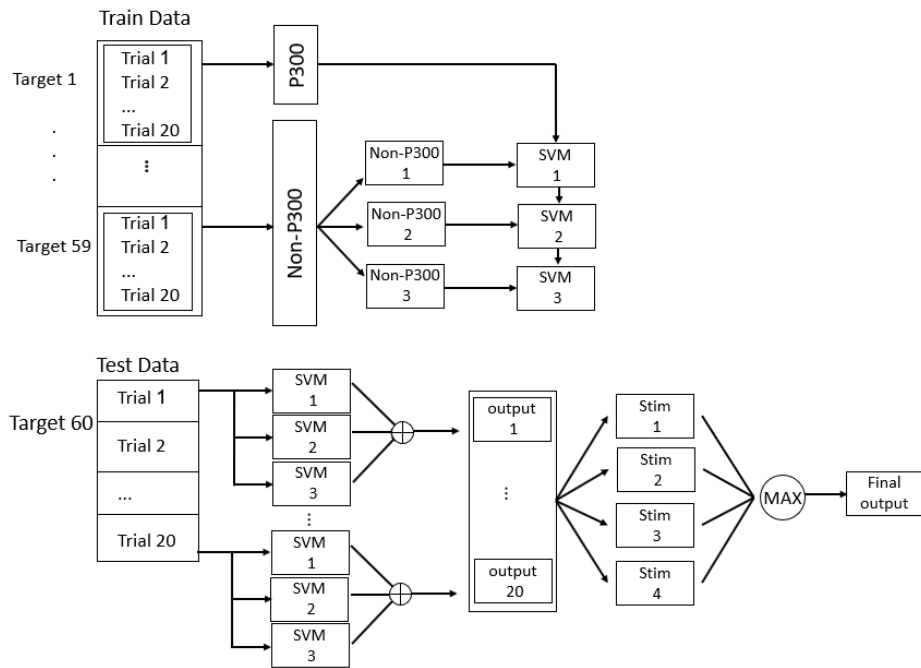 Train Data
Target 1
Trial 1
Trial 2
...
Trial 20
⋮
Target 59
Trial 1
Trial 2
...
Trial 20
P300
Non-P300
Non-P300
1
Non-P300
2
Non-P300
3
SVM
1
SVM
2
SVM
3
Test Data
Target 60
Trial 1
Trial 2
...
Trial 20
SVM
1
SVM
2
SVM
3
⋮
SVM
1
SVM
2
SVM
3
output
1
⋮
output
20
Stim
1
Stim
2
Stim
3
Stim
4
MAX
Final
output